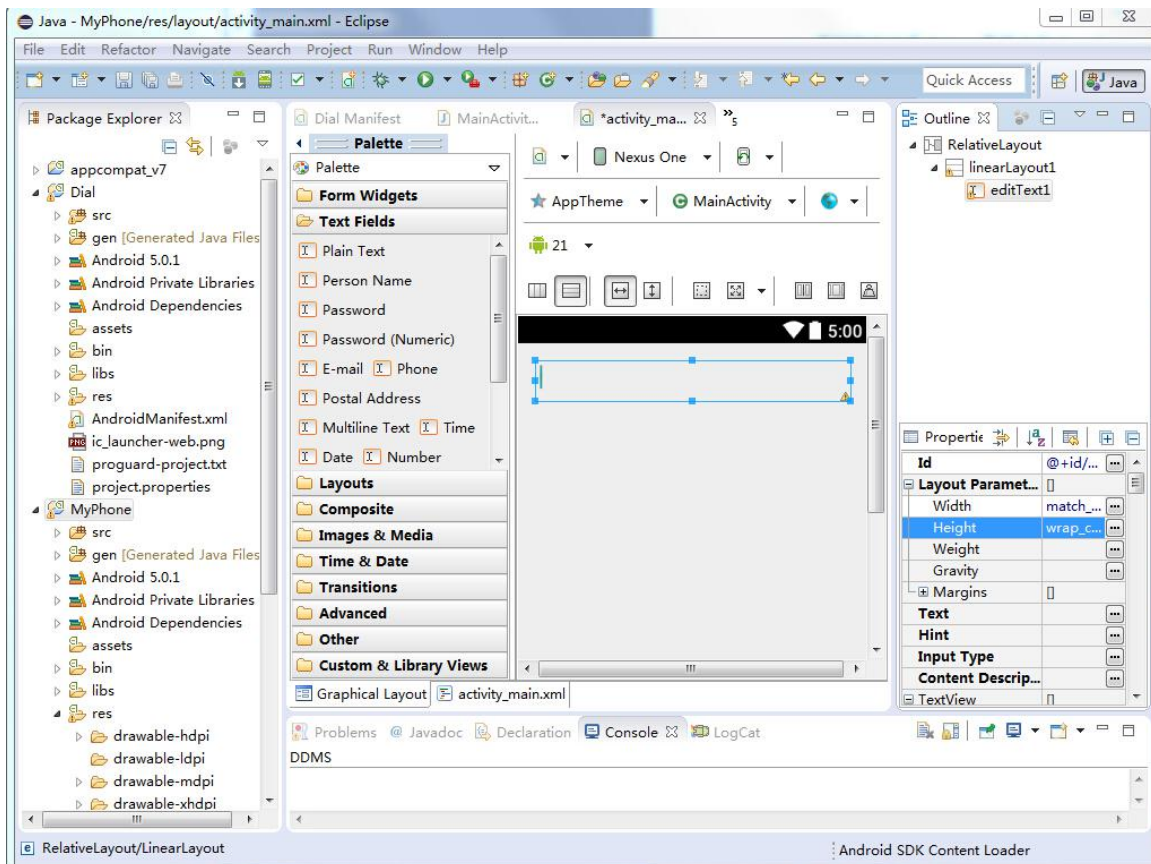 Java - MyPhone/res/layout/activity_main.xml - Eclipse
File Edit Refactor Navigate Search Project Run Window Help
Quick Access
Java
Package Explorer
appcompat_v7
Dial
src
gen [Generated Java Files
Android 5.0.1
Android Private Libraries
Android Dependencies
assets
bin
libs
res
AndroidManifest.xml
ic_launcher-web.png
proguard-project.txt
project.properties
MyPhone
src
gen [Generated Java Files
Android 5.0.1
Android Private Libraries
Android Dependencies
assets
bin
libs
res
drawable-hdpi
drawable-ldpi
drawable-mdpi
drawable-xhdpi
Dial Manifest
MainActivit...
*activity_ma...
»5
Palette
Palette
Form Widgets
Text Fields
Plain Text
Person Name
Password
Password (Numeric)
E-mail Phone
Postal Address
Multiline Text Time
Date Number
Layouts
Composite
Images & Media
Time & Date
Transitions
Advanced
Other
Custom & Library Views
Nexus One
AppTheme MainActivity
21
5:00
Graphical Layout activity_main.xml
Outline
RelativeLayout
linearLayout1
editText1
Propertie
Id @+id/...
Layout Paramet... []
Width match_...
Height wrap_c...
Weight
Gravity
Margins []
Text
Hint
Input Type
Content Descrip...
TextView []
Problems @ Javadoc Declaration Console LogCat
DDMS
RelativeLayout/LinearLayout
Android SDK Content Loader